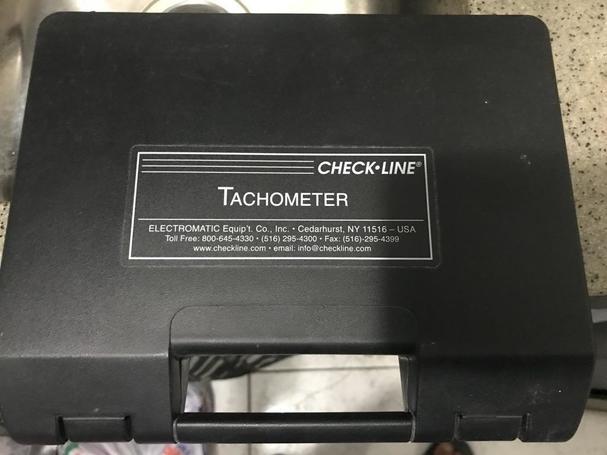 CHECK•LINE®
TACHOMETER
ELECTROMATIC Equip't. Co., Inc. • Cedarhurst, NY 11516 – USA
Toll Free: 800-645-4330 • (516) 295-4300 • Fax: (516)-295-4399
www.checkline.com • email: info@checkline.com